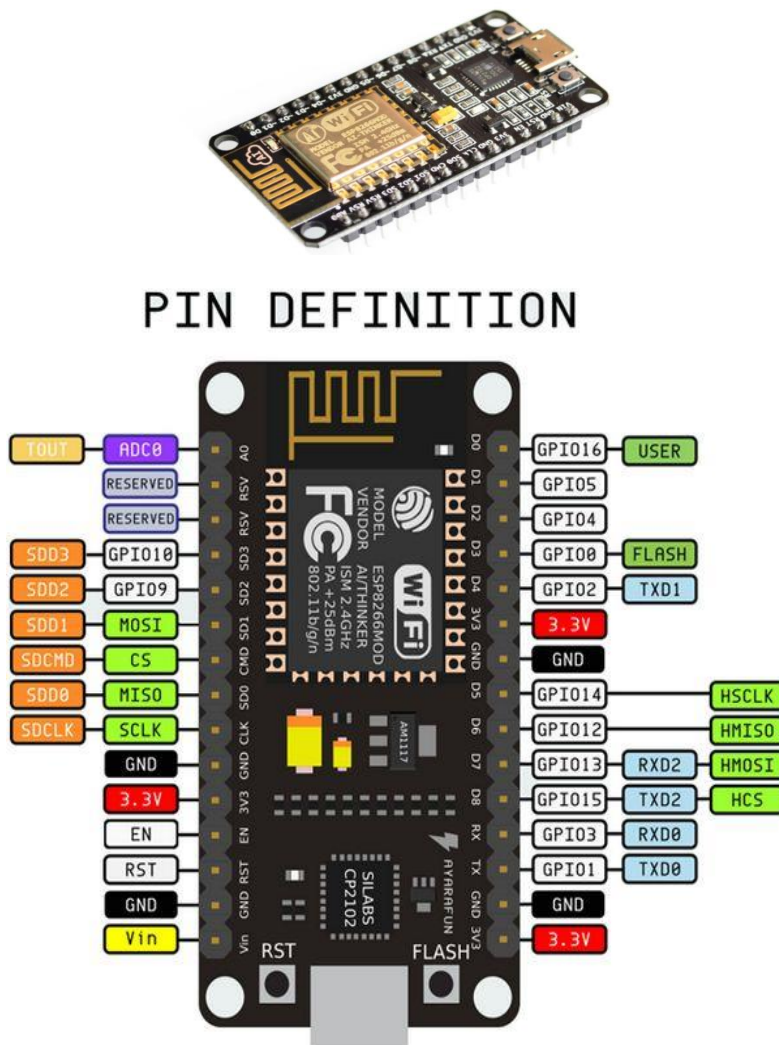 WiFi
PIN DEFINITION
TOUT ADC0 A0 D0 GPIO16 USER
RESERVED RSV D1 GPIO5
RESERVED RSV D2 GPIO4
SDD3 GPIO10 SD3 D3 GPIO0 FLASH
SDD2 GPIO9 SD2 D4 GPIO2 TXD1
SDD1 MOSI SD1 3V3 3.3V
SDCMD CS CMD GND GND
SDD0 MISO SD0 D5 GPIO14 HSCLK
SDCLK SCLK CLK D6 GPIO12 HMISO
GND GND D7 GPIO13 RXD2 HMOSI
3.3V 3V3 D8 GPIO15 TXD2 HCS
EN EN RX GPIO3 RXD0
RST RST TX GPIO1 TXD0
GND GND GND GND
Vin Vin 3V3 3.3V
MODEL ESP8266MOD
VENDOR AI/THINKER
ISM 2.4GHz
PA +25dBm
802.11b/g/n
FC
WiFi
AM1117
AYARAFUN
SILABS
CP2102
RST
FLASH